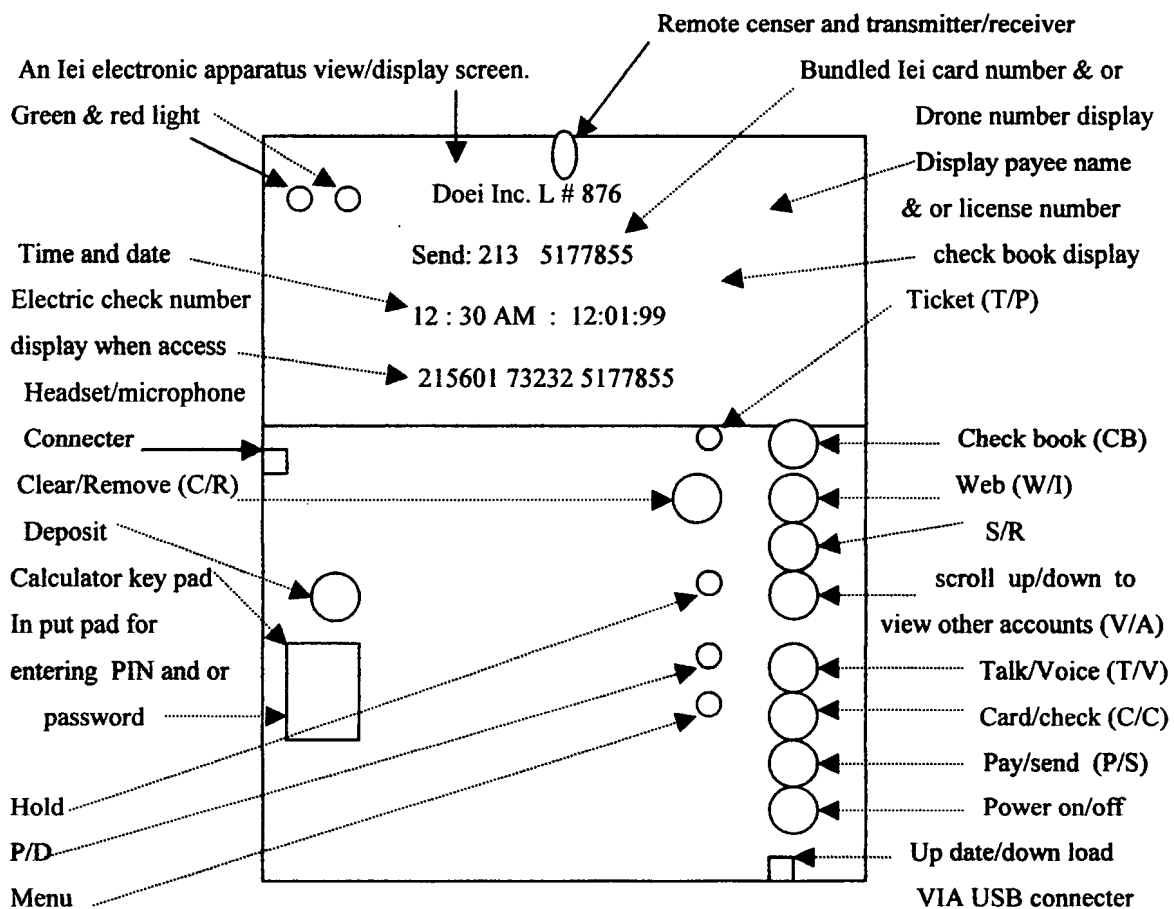 Remote censer and transmitter/receiver
An Iei electronic apparatus view/display screen.
Bundled Iei card number & or
Green & red light
Drone number display
Display payee name
Doei Inc. L # 876
& or license number
Send: 213 5177855
Time and date
check book display
Electric check number
12 : 30 AM : 12:01:99
Ticket (T/P)
display when access
215601 73232 5177855
Headset/microphone
Connecter
Check book (CB)
Clear/Remove (C/R)
Web (W/I)
Deposit
S/R
Calculator key pad
scroll up/down to
In put pad for
view other accounts (V/A)
entering PIN and or
Talk/Voice (T/V)
password
Card/check (C/C)
Pay/send (P/S)
Hold
Power on/off
P/D
Up date/down load
Menu
VIA USB connecter